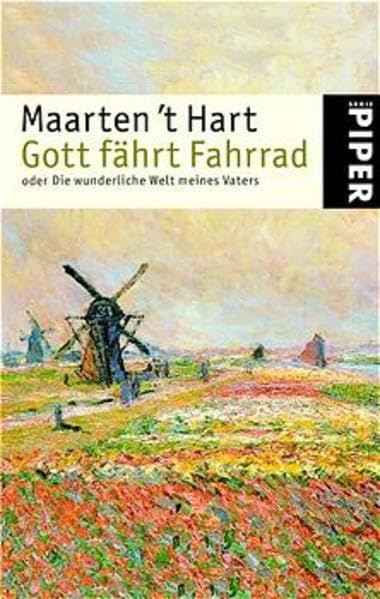 Maarten 't Hart
Gott fährt Fahrrad
oder Die wunderliche Welt meines Vaters
SERIE
PIPER